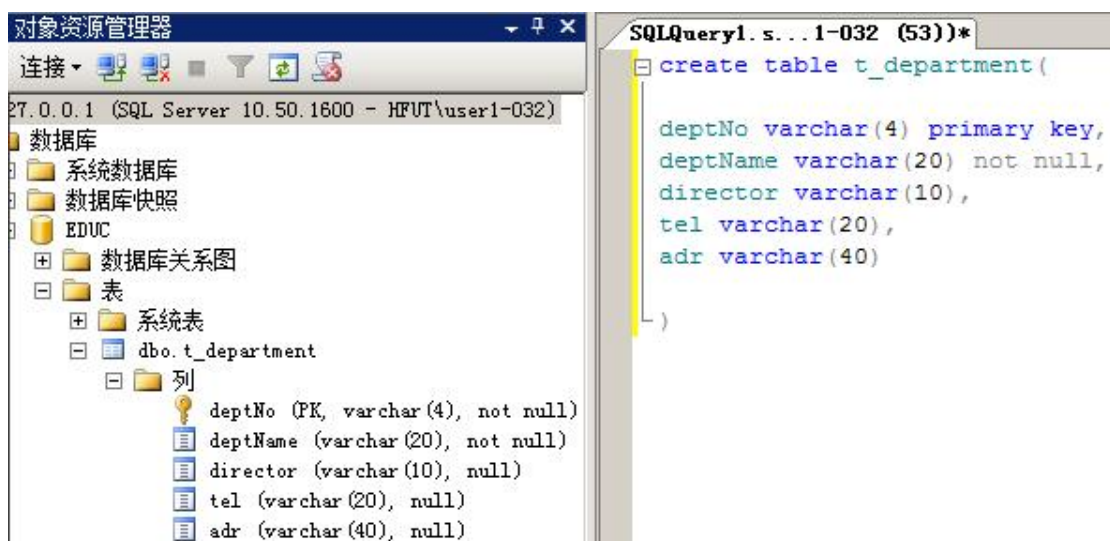 对象资源管理器
连接
27.0.0.1 (SQL Server 10.50.1600 - HFUT\user1-032)
数据库
系统数据库
数据库快照
EDUC
数据库关系图
表
系统表
dbo.t_department
列
deptNo (PK, varchar(4), not null)
deptName (varchar(20), not null)
director (varchar(10), null)
tel (varchar(20), null)
adr (varchar(40), null)
SQLQuery1.s...1-032 (53))*
create table t_department(
deptNo varchar(4) primary key,
deptName varchar(20) not null,
director varchar(10),
tel varchar(20),
adr varchar(40)
)